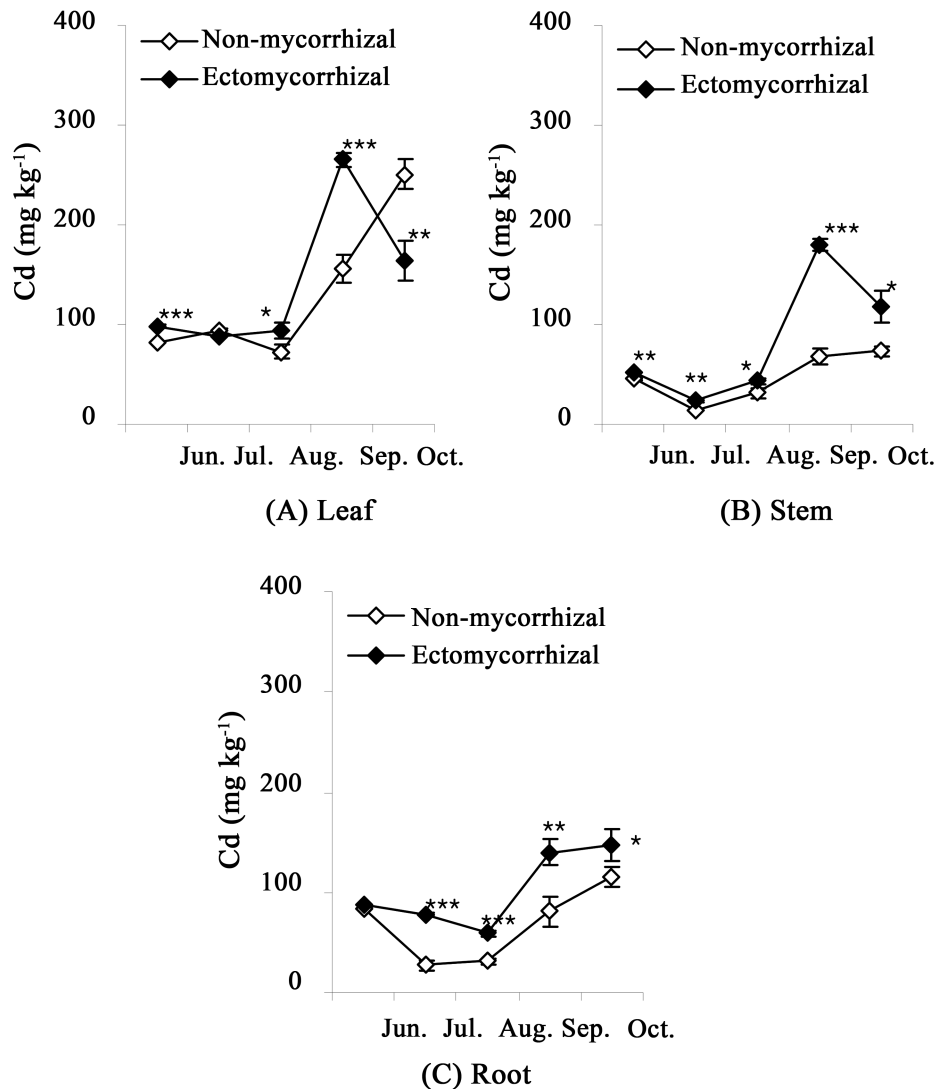 400
Non-mycorrhizal
Ectomycorrhizal
300
200
100
0
Cd (mg kg-1)
***
*
***
**
Jun. Jul. Aug. Sep. Oct.
(A) Leaf
400
Non-mycorrhizal
Ectomycorrhizal
300
200
100
0
Cd (mg kg-1)
**
**
*
***
*
Jun. Jul. Aug. Sep. Oct.
(B) Stem
400
Non-mycorrhizal
Ectomycorrhizal
300
200
100
0
Cd (mg kg-1)
***
***
**
*
Jun. Jul. Aug. Sep. Oct.
(C) Root